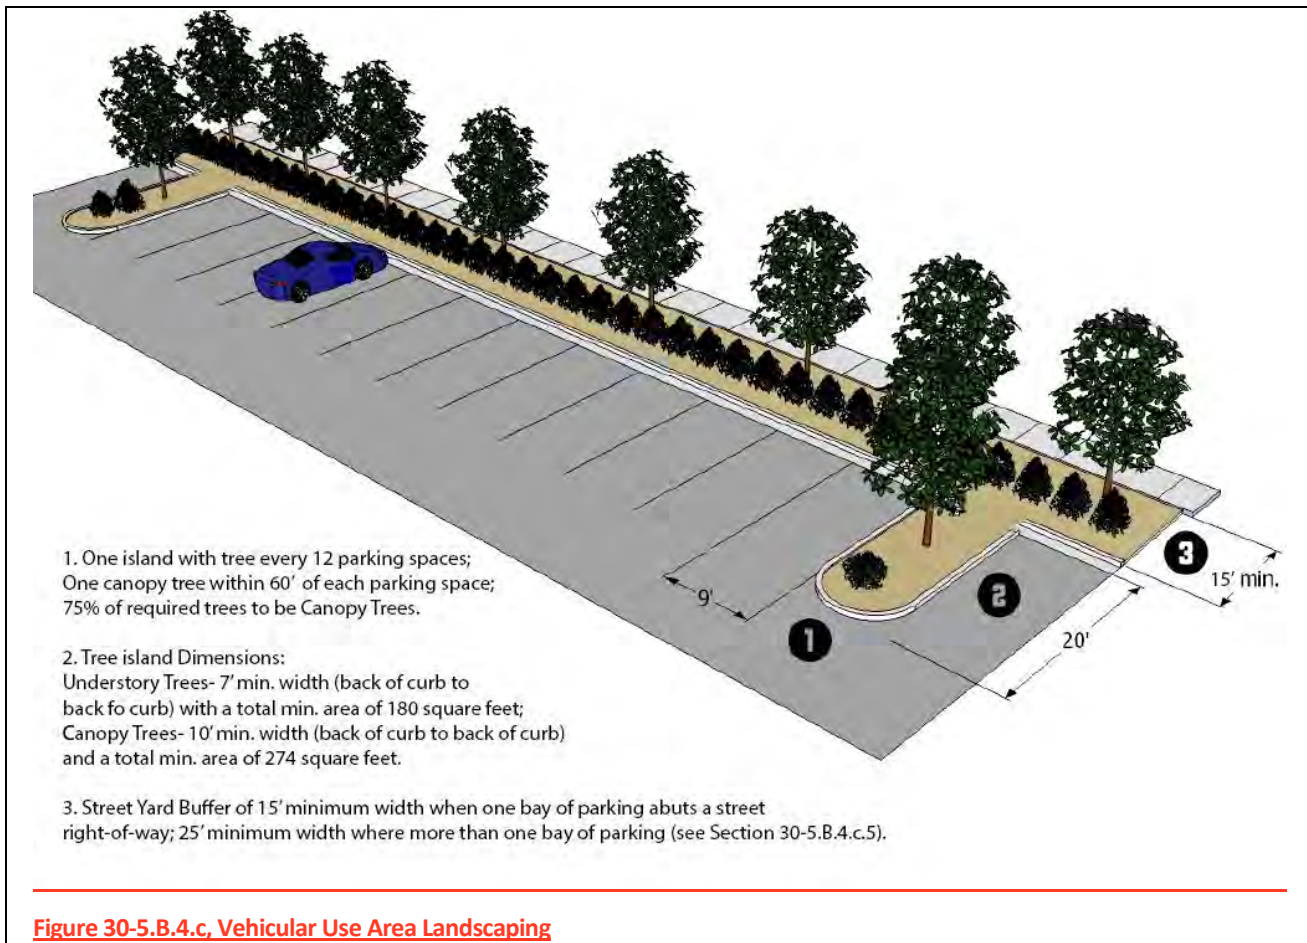 1. One island with tree every 12 parking spaces;
One canopy tree within 60' of each parking space;
75% of required trees to be Canopy Trees.
2. Tree island Dimensions:
Understory Trees- 7' min. width (back of curb to
back fo curb) with a total min. area of 180 square feet;
Canopy Trees- 10' min. width (back of curb to back of curb)
and a total min. area of 274 square feet.
3. Street Yard Buffer of 15' minimum width when one bay of parking abuts a street
right-of-way; 25' minimum width where more than one bay of parking (see Section 30-5.B.4.c.5).
9'
1
2
3
15' min.
20'
Figure 30-5.B.4.c, Vehicular Use Area Landscaping